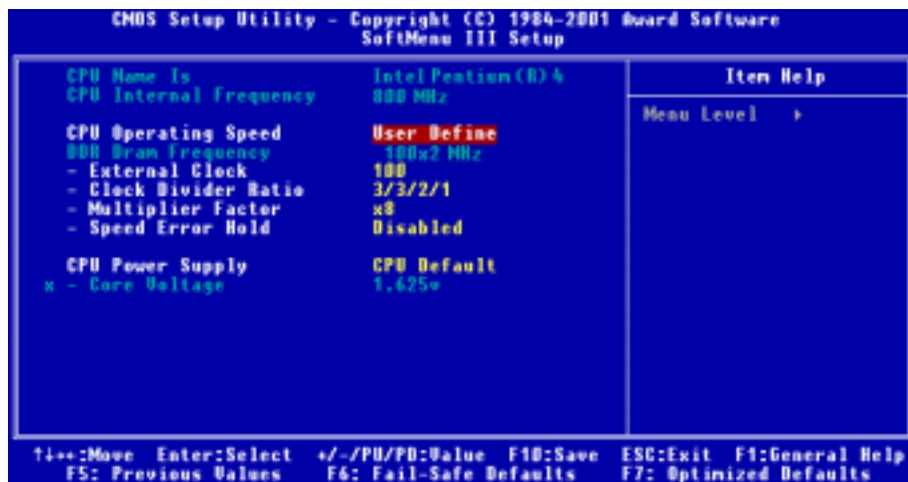 CMOS Setup Utility - Copyright (C) 1984-2001 Award Software
SoftMenu III Setup
CPU Name Is Intel Pentium(R) 4
CPU Internal Frequency 800 MHz
CPU Operating Speed User Define
DDR Dram Frequency 100x2 MHz
- External Clock 100
- Clock Divider Ratio 3/3/2/1
- Multiplier Factor x8
- Speed Error Hold Disabled
CPU Power Supply CPU Default
x - Core Voltage 1.625v
Item Help
Menu Level ▸
↑↓→←:Move Enter:Select +/-/PU/PD:Value F10:Save ESC:Exit F1:General Help
F5: Previous Values F6: Fail-Safe Defaults F7: Optimized Defaults